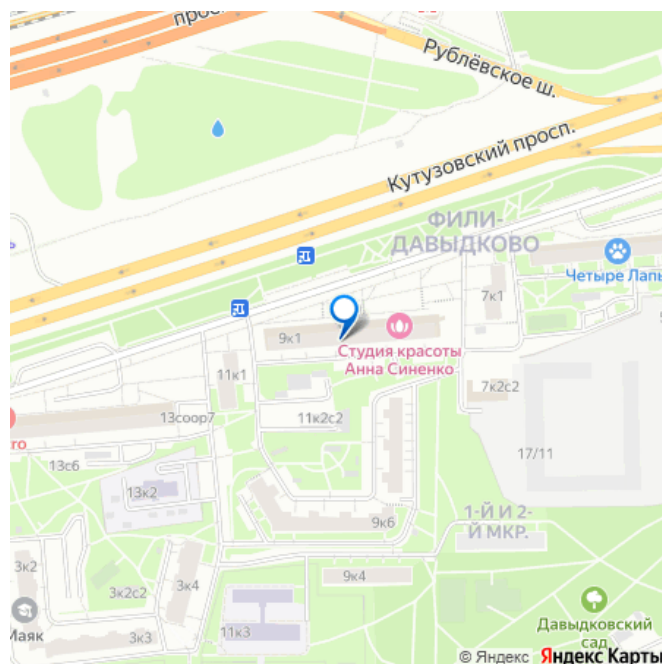 Рублёвское ш.
Кутузовский просп.
ФИЛИ-
ДАВЫДКОВО
Четыре Лапы
7к1
9к1
Студия красоты
Анна Синенко
11к1
7к2с2
13соор7
11к2с2
17/11
13с6
13к2
9к6
1-Й И 2-
Й МКР.
3к2
3к2с2
3к4
9к4
Маяк
3к3
11к3
Давыдковский
сад
© Яндекс Яндекс Карты